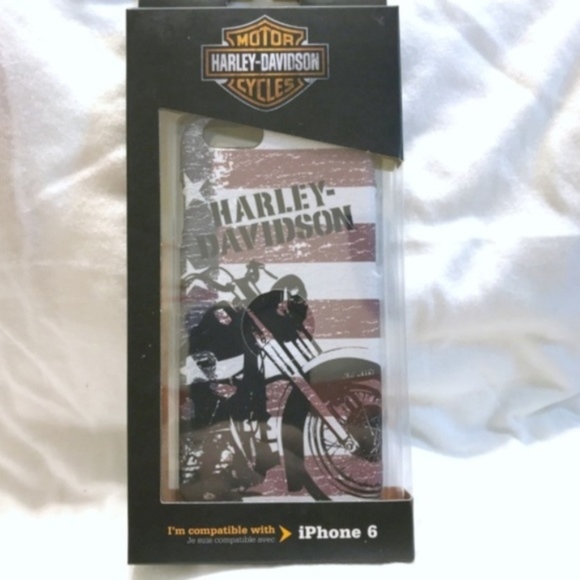 MOTOR
HARLEY-DAVIDSON
CYCLES
HARLEY-
DAVIDSON
I'm compatible with
Je suis compatible avec
iPhone 6